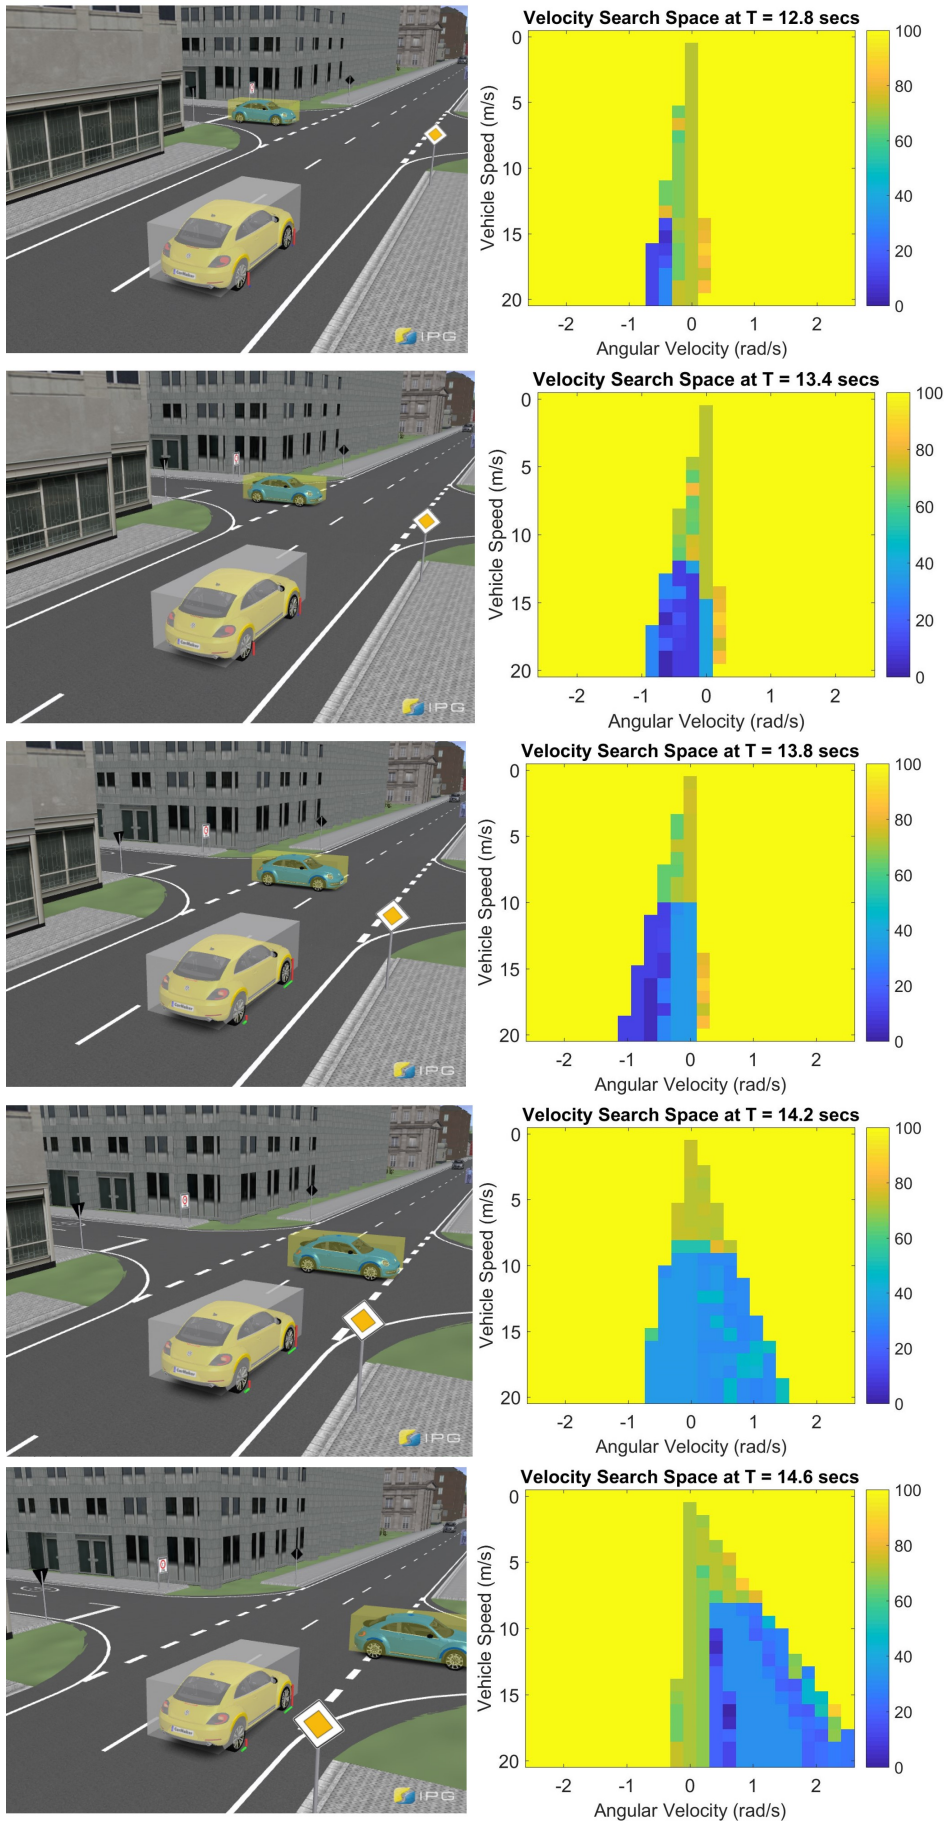 Velocity Search Space at T = 12.8 secs
0
5
10
15
20
Vehicle Speed (m/s)
-2 -1 0 1 2
Angular Velocity (rad/s)
100
80
60
40
20
0
IPG
Velocity Search Space at T = 13.4 secs
0
5
10
15
20
Vehicle Speed (m/s)
-2 -1 0 1 2
Angular Velocity (rad/s)
100
80
60
40
20
0
IPG
Velocity Search Space at T = 13.8 secs
0
5
10
15
20
Vehicle Speed (m/s)
-2 -1 0 1 2
Angular Velocity (rad/s)
100
80
60
40
20
0
IPG
Velocity Search Space at T = 14.2 secs
0
5
10
15
20
Vehicle Speed (m/s)
-2 -1 0 1 2
Angular Velocity (rad/s)
100
80
60
40
20
0
IPG
Velocity Search Space at T = 14.6 secs
0
5
10
15
20
Vehicle Speed (m/s)
-2 -1 0 1 2
Angular Velocity (rad/s)
100
80
60
40
20
0
IPG